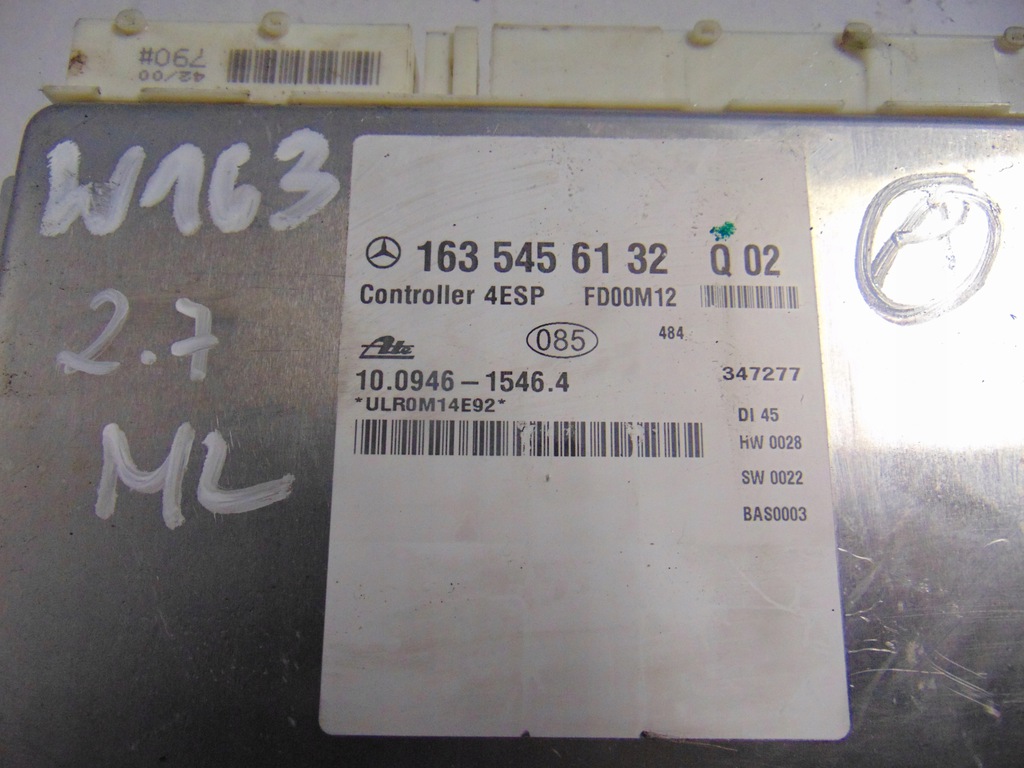 790#
42/00
W163
2.7
ML
163 545 61 32 Q 02
Controller 4ESP FD00M12
Ate 085 484
10.0946-1546.4 347277
*ULR0M14E92*
DI 45
HW 0028
SW 0022
BAS0003